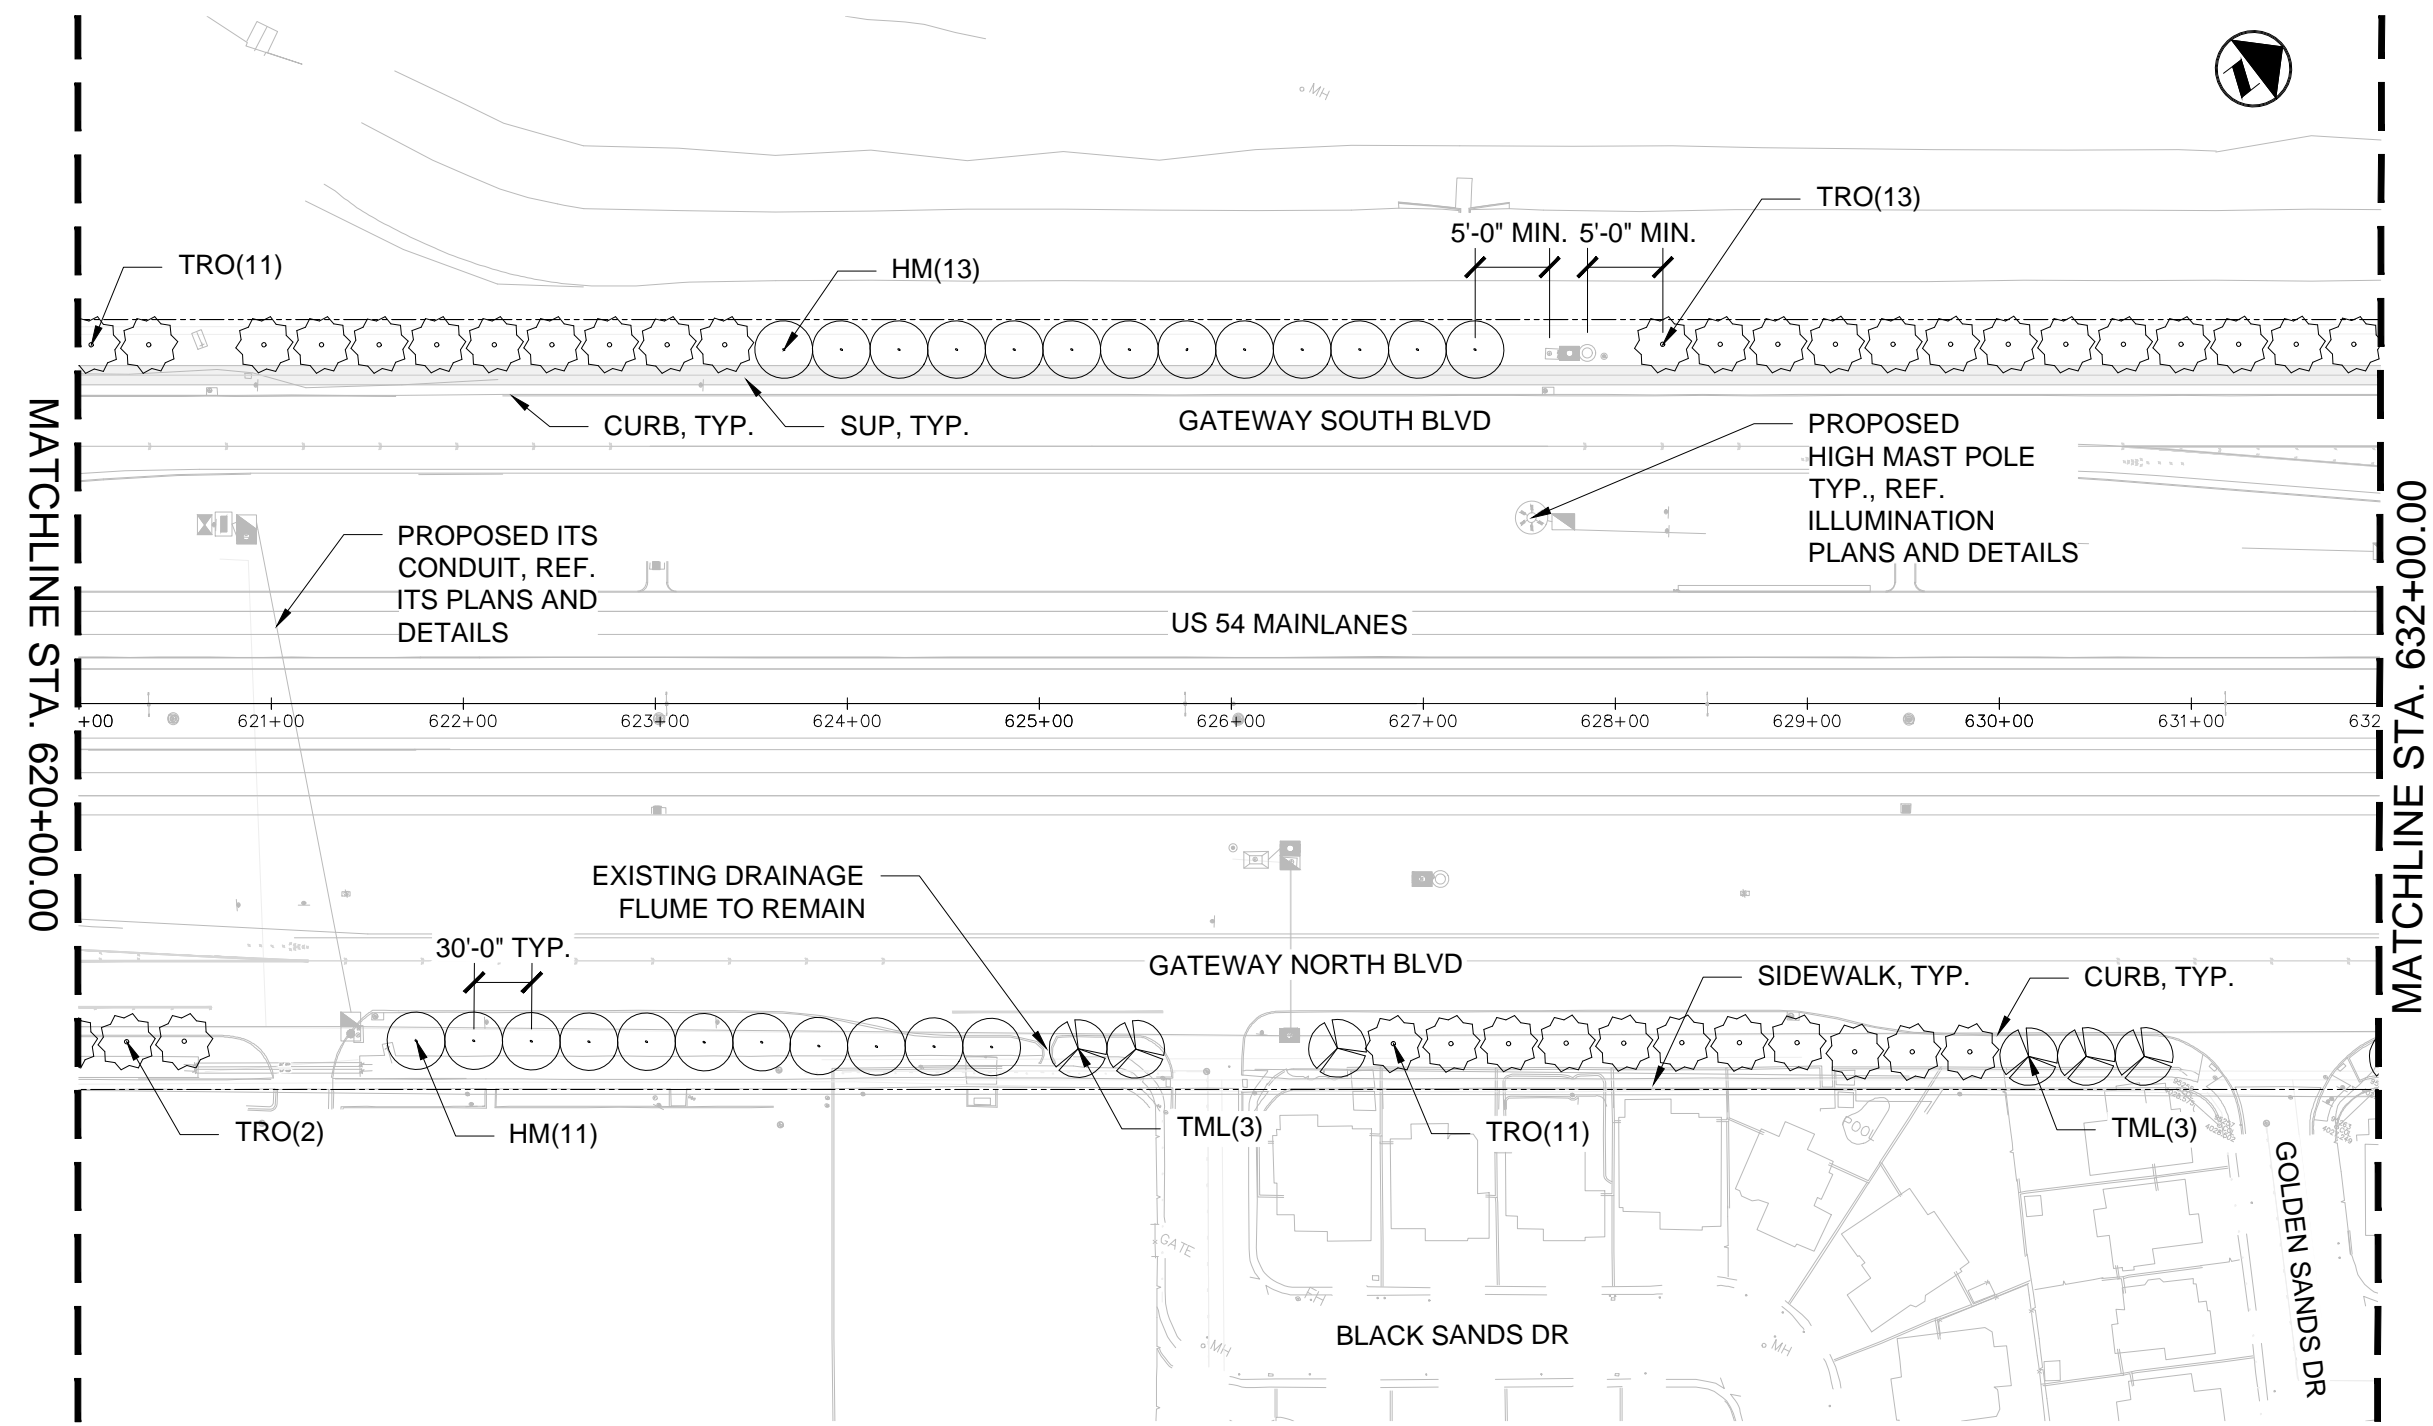 MH
TRO(13)
5'-0" MIN.
5'-0" MIN.
TRO(11)
HM(13)
CURB, TYP.
SUP, TYP.
GATEWAY SOUTH BLVD
PROPOSED
HIGH MAST POLE
TYP., REF.
ILLUMINATION
PLANS AND DETAILS
PROPOSED ITS
CONDUIT, REF.
ITS PLANS AND
DETAILS
US 54 MAINLANES
MATCHLINE STA. 620+00.00
MATCHLINE STA. 632+00.00
+00
621+00
622+00
623+00
624+00
625+00
626+00
627+00
628+00
629+00
630+00
631+00
632
EXISTING DRAINAGE
FLUME TO REMAIN
30'-0" TYP.
GATEWAY NORTH BLVD
SIDEWALK, TYP.
CURB, TYP.
TRO(2)
HM(11)
TML(3)
TRO(11)
POOL
TML(3)
GOLDEN SANDS DR
GATE
FH
BLACK SANDS DR
MH
MH